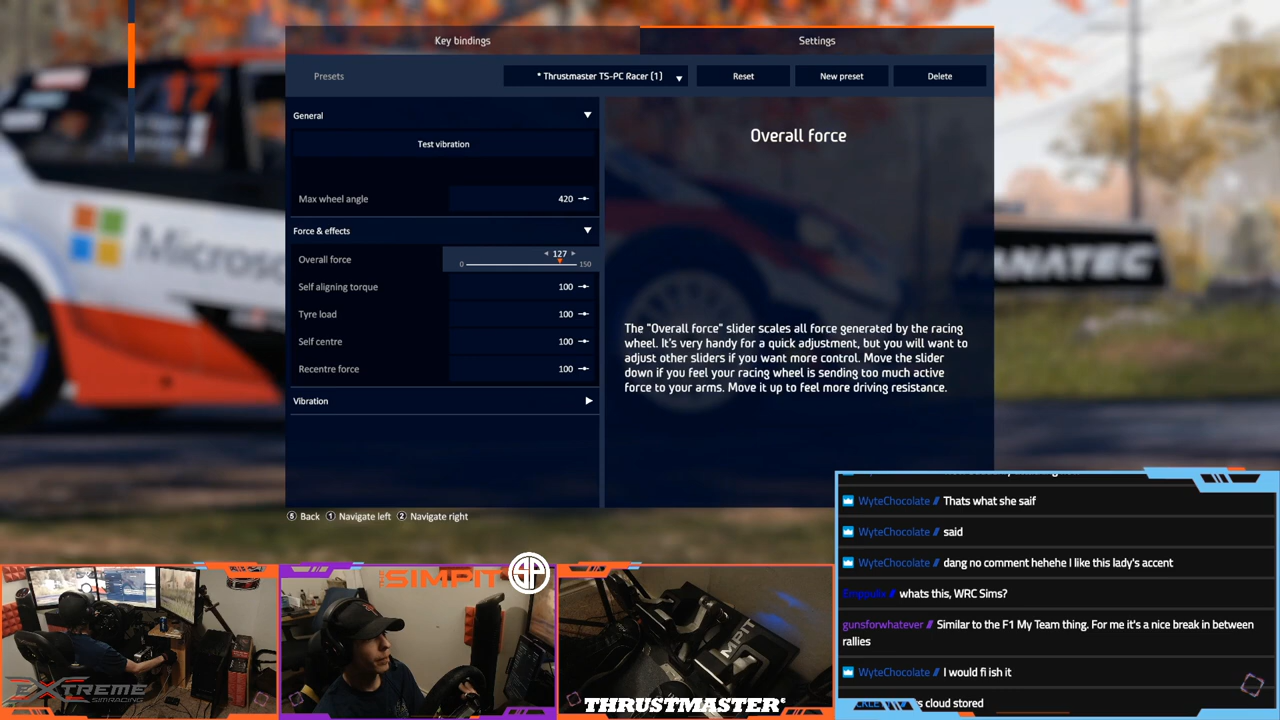 Key bindings
Settings
Presets
* Thrustmaster TS-PC Racer (1)
Reset
New preset
Delete
General
Test vibration
Max wheel angle
420
Force & effects
Overall force
127
0
150
Self aligning torque
100
Tyre load
100
Self centre
100
Recentre force
100
Vibration
Overall force
The "Overall force" slider scales all force generated by the racing
wheel. It's very handy for a quick adjustment, but you will want to
adjust other sliders if you want more control. Move the slider
down if you feel your racing wheel is sending too much active
force to your arms. Move it up to feel more driving resistance.
6 Back 1 Navigate left 2 Navigate right
Microso
FANATEC
17
WyteChocolate // Thats what she saif
WyteChocolate // said
WyteChocolate // dang no comment hehehe I like this lady's accent
Emppolix // whats this, WRC Sims?
gunsforwhatever // Similar to the F1 My Team thing. For me it's a nice break in between
rallies
WyteChocolate // I would fi ish it
s cloud stored
THE SIMPIT
SP
EXTREME
SIMRACING
MPIT
THRUSTMASTER